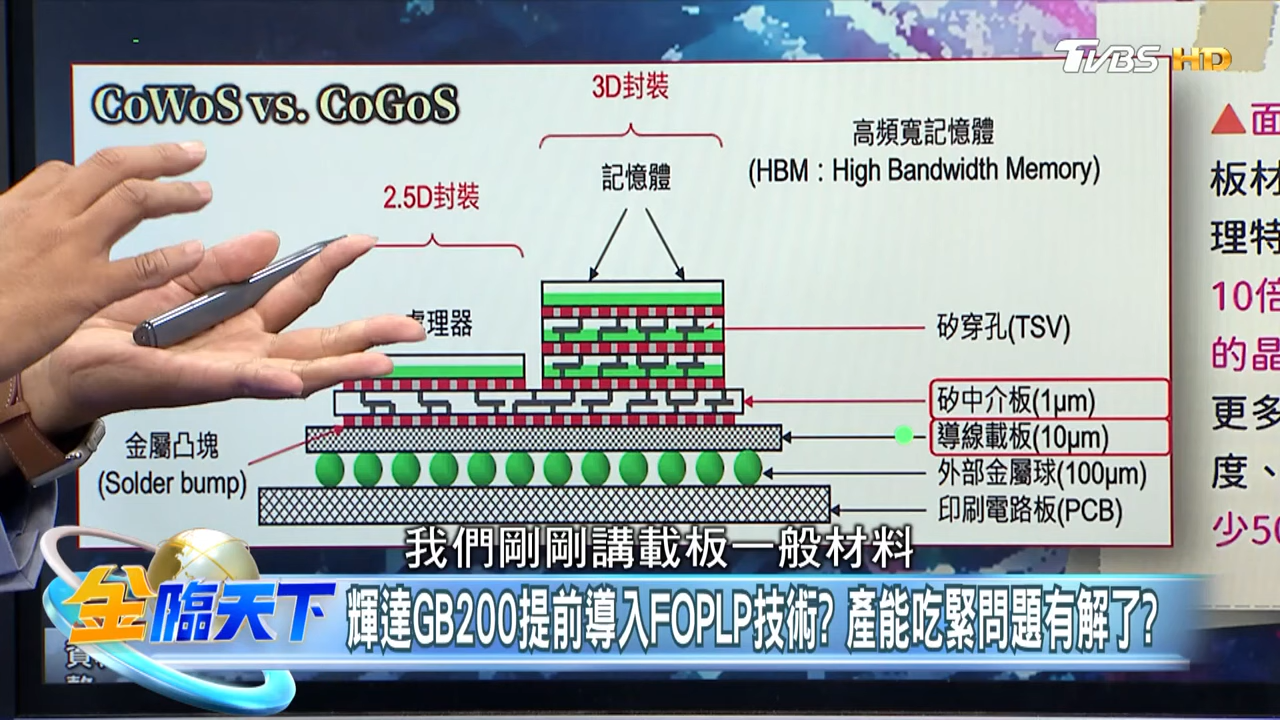 TVBS HD
CoWoS vs. CoGoS
3D封裝
高頻寬記憶體
(HBM：High Bandwidth Memory)
記憶體
2.5D封裝
處理器
矽穿孔(TSV)
矽中介板(1μm)
導線載板(10μm)
外部金屬球(100μm)
印刷電路板(PCB)
金屬凸塊
(Solder bump)
▲面
板材
理特
10倍
的晶
更多
度、
少50
我們剛剛講載板一般材料
金臨天下
輝達GB200提前導入FOPLP技術? 產能吃緊問題有解了?